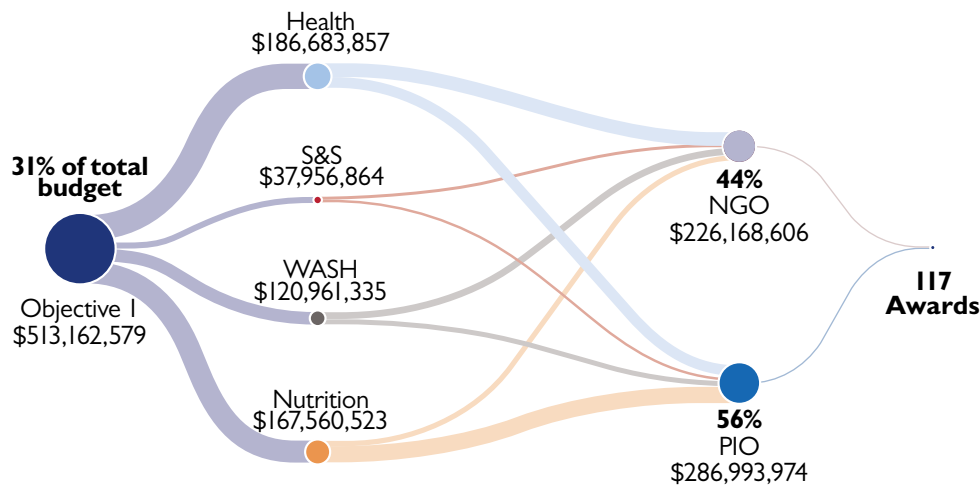 Health
$186,683,857
31% of total
budget
S&S
$37,956,864
44%
NGO
$226,168,606
WASH
$120,961,335
Objective 1
$513,162,579
117
Awards
Nutrition
$167,560,523
56%
PIO
$286,993,974